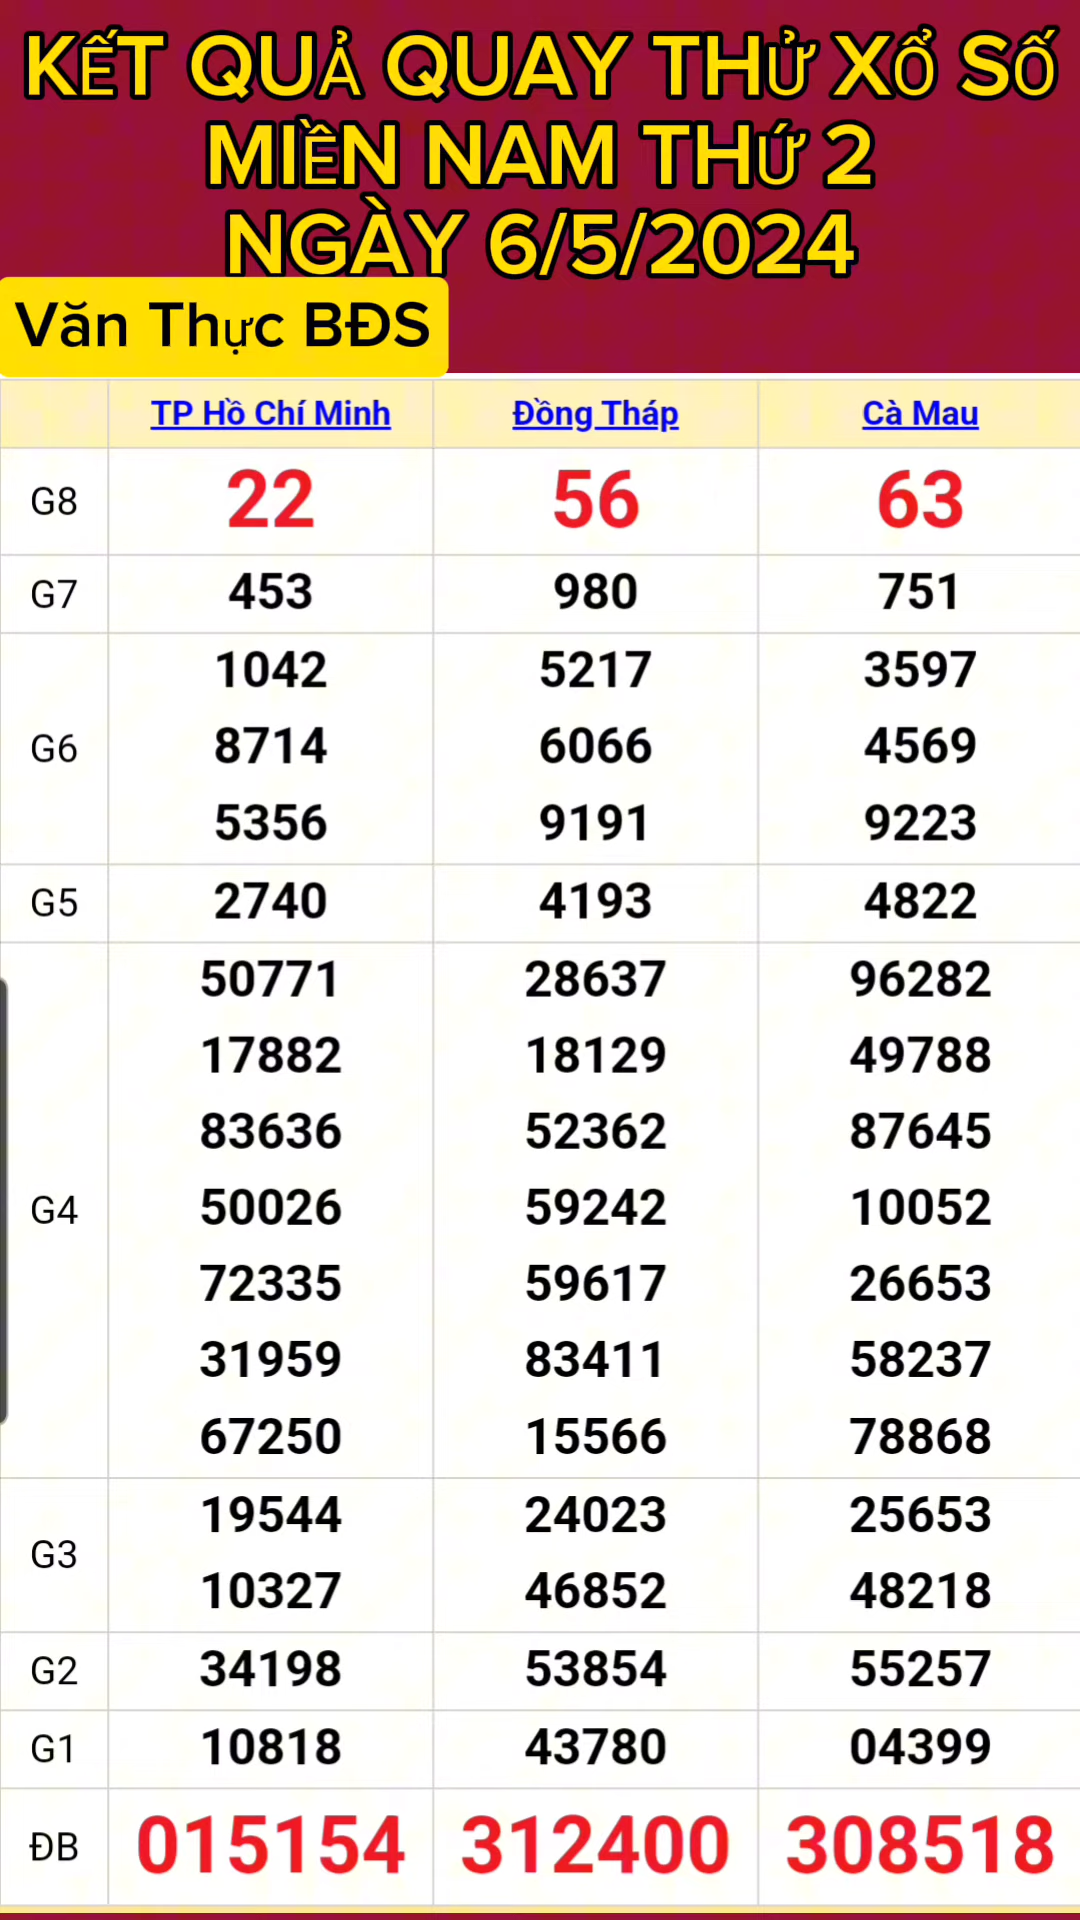 KẾT QUẢ QUAY THỬ XỔ SỐ
MIỀN NAM THỨ 2
NGÀY 6/5/2024
Văn Thực BĐS
TP Hồ Chí Minh Đồng Tháp Cà Mau
G8 22 56 63
G7 453 980 751
1042 5217 3597
G6 8714 6066 4569
5356 9191 9223
G5 2740 4193 4822
50771 28637 96282
17882 18129 49788
83636 52362 87645
G4 50026 59242 10052
72335 59617 26653
31959 83411 58237
67250 15566 78868
19544 24023 25653
G3
10327 46852 48218
G2 34198 53854 55257
G1 10818 43780 04399
ĐB 015154 312400 308518